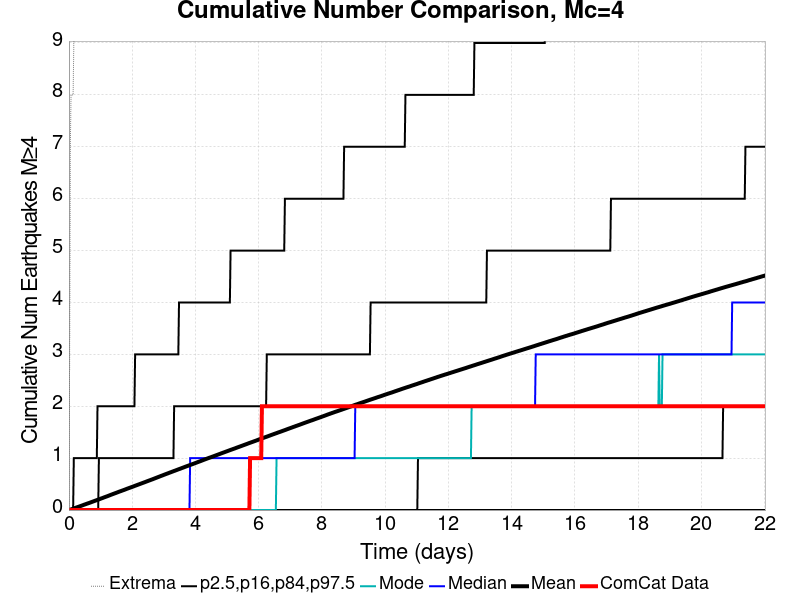 Cumulative Number Comparison, Mc=4
Cumulative Num Earthquakes M≥4
9
8
7
6
5
4
3
2
1
0
0 2 4 6 8 10 12 14 16 18 20 22
Time (days)
Extrema p2.5,p16,p84,p97.5 Mode Median Mean ComCat Data